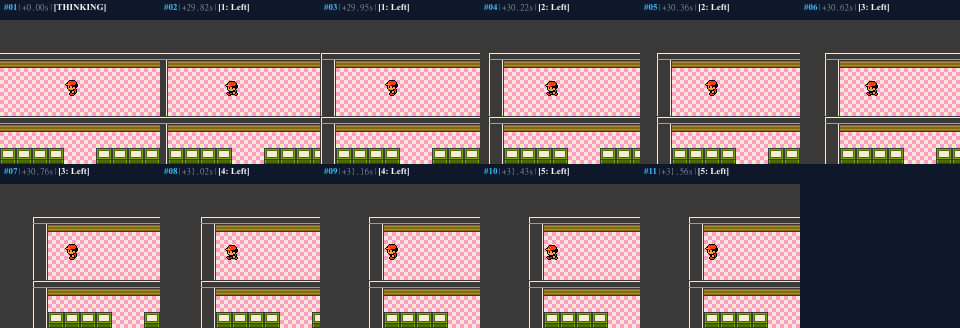 #01|+0.00s|[THINKING]
#02|+29.82s|[1: Left]
#03|+29.95s|[1: Left]
#04|+30.22s|[2: Left]
#05|+30.36s|[2: Left]
#06|+30.62s|[3: Left]
#07|+30.76s|[3: Left]
#08|+31.02s|[4: Left]
#09|+31.16s|[4: Left]
#10|+31.43s|[5: Left]
#11|+31.56s|[5: Left]